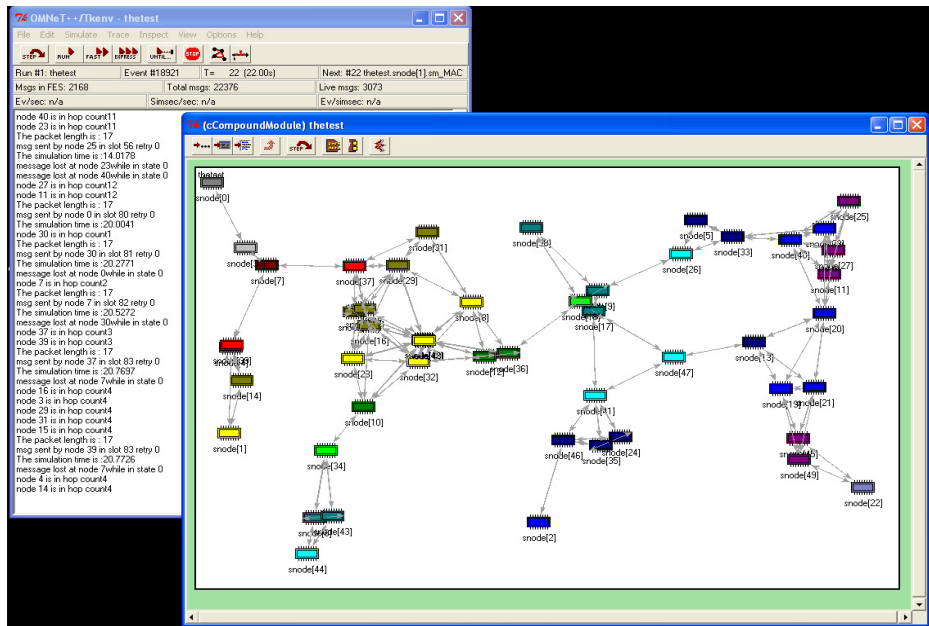 OMNeT++/Tkenv - thetest
File Edit Simulate Trace Inspect View Options Help
STEP RUN FAST EXPRESS UNTIL... STOP
Run #1: thetest Event #18921 T= 22 (22.00s) Next: #22 thetest.snode[1].sm_MAC
Msgs in FES: 2168 Total msgs: 22376 Live msgs: 3073
Ev/sec: n/a Simsec/sec: n/a Ev/simsec: n/a
node 40 is in hop count11
node 23 is in hop count11
The packet length is : 17
msg sent by node 25 in slot 56 retry 0
The simulation time is :14.0178
message lost at node 23while in state 0
message lost at node 40while in state 0
node 27 is in hop count12
node 11 is in hop count12
The packet length is : 17
msg sent by node 0 in slot 80 retry 0
The simulation time is :20.0041
node 30 is in hop count1
The packet length is : 17
msg sent by node 30 in slot 81 retry 0
The simulation time is :20.2771
message lost at node 0while in state 0
node 7 is in hop count2
The packet length is : 17
msg sent by node 7 in slot 82 retry 0
The simulation time is :20.5272
message lost at node 30while in state 0
node 37 is in hop count3
node 39 is in hop count3
The packet length is : 17
msg sent by node 37 in slot 83 retry 0
The simulation time is :20.7697
message lost at node 7while in state 0
node 16 is in hop count4
node 3 is in hop count4
node 29 is in hop count4
node 31 is in hop count4
node 15 is in hop count4
The packet length is : 17
msg sent by node 39 in slot 83 retry 0
The simulation time is :20.7726
message lost at node 7while in state 0
node 4 is in hop count4
node 14 is in hop count4
(cCompoundModule) thetest
STEP
thetest
snode[0]
snode[25]
snode[5]
snode[31]
snode[38]
snode[33]
snode[40]
snode[26]
snode[27]
snode[7]
snode[37]
snode[29]
snode[11]
snode[9]
snode[8]
snode[17]
snode[20]
snode[16]
snode[13]
snode[36]
snode[12]
snode[23]
snode[32]
snode[47]
snode[14]
snode[19]
snode[21]
snode[41]
snode[10]
snode[1]
snode[24]
snode[46]
snode[35]
snode[45]
snode[34]
snode[49]
snode[22]
snode[43]
snode[2]
snode[44]